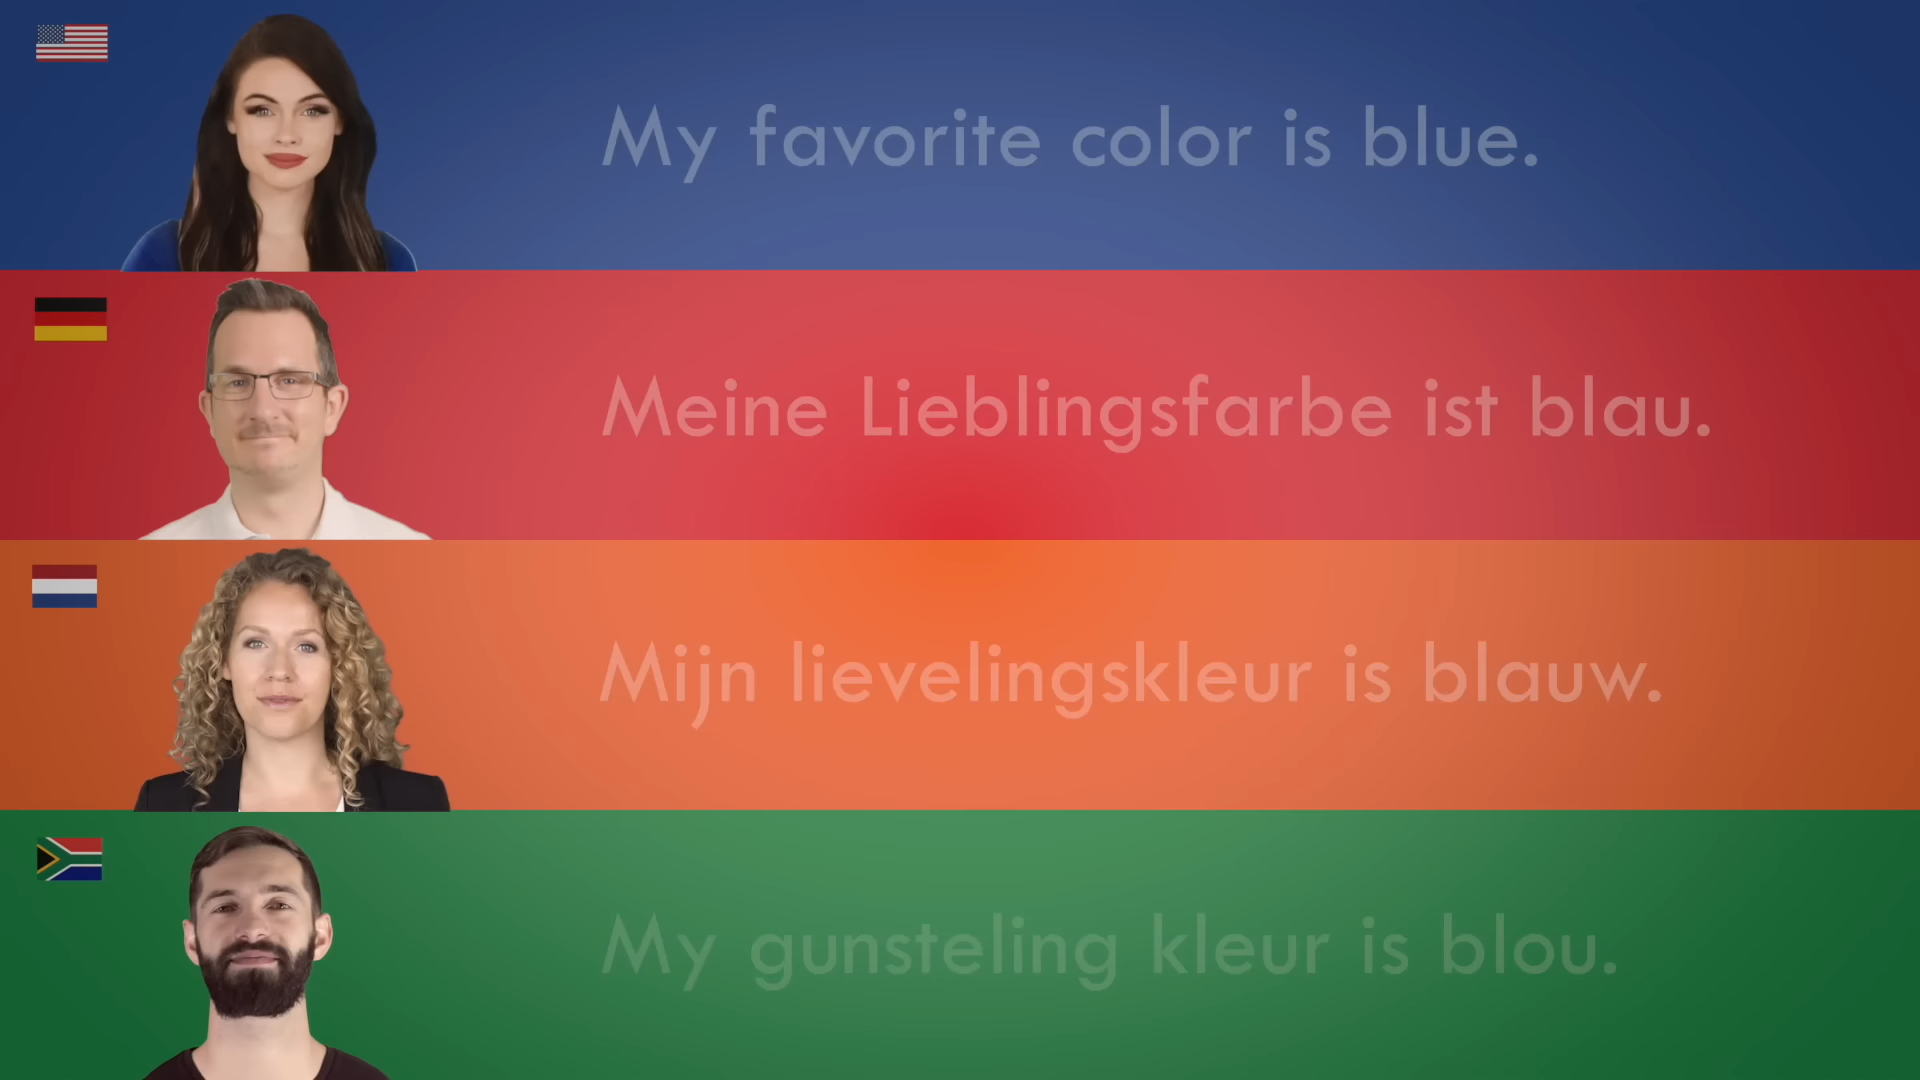 My favorite color is blue.
Meine Lieblingsfarbe ist blau.
Mijn lievelingskleur is blauw.
My gunsteling kleur is blou.